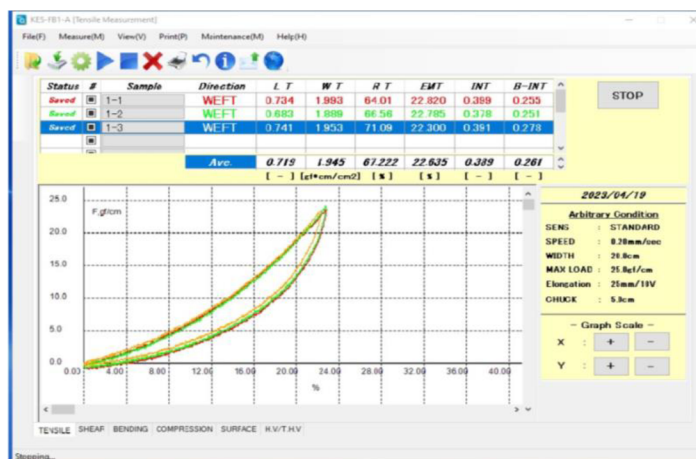 KES-FB1-A [Tensile Measurement]
File(F) Measure(M) View(V) Print(P) Maintenance(M) Help(H)
Status # Sample Direction L T W T R T EMT INT B-INT
Saved 1-1 WEFT 0.734 1.993 64.01 22.820 0.399 0.255
Saved 1-2 WEFT 0.683 1.889 66.56 22.785 0.378 0.251
Saved 1-3 WEFT 0.741 1.953 71.09 22.300 0.391 0.278
Ave. 0.719 1.945 67.222 22.635 0.389 0.261
[ - ] [gf*cm/cm2] [ % ] [ % ] [ - ] [ - ]
STOP
2023/04/19
Arbitrary Condition
SENS : STANDARD
SPEED : 0.20mm/sec
WIDTH : 20.0cm
MAX LOAD : 25.0gf/cm
Elongation : 25mm/10V
CHUCK : 5.0cm
- Graph Scale -
X : + -
Y : + -
F,gf/cm
25.0
20.0
15.0
10.0
5.0
0.0
0.00 4.00 8.00 12.00 16.00 20.00 24.00 28.00 32.00 36.00 40.00
%
TENSILE SHEAF BENDING COMPRESSION SURFACE H.V/T.H.V
Stopping...